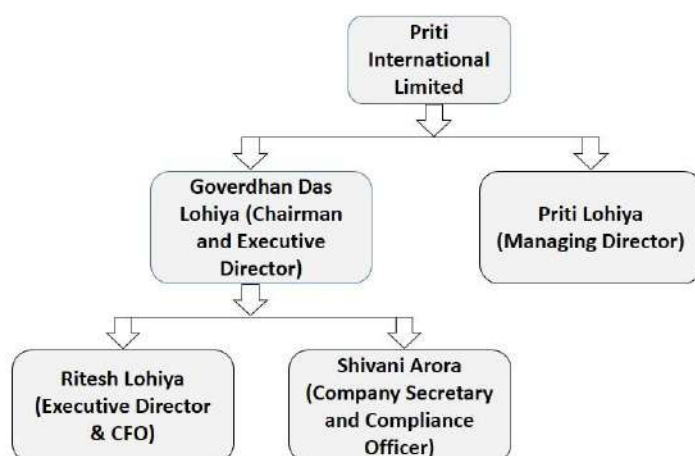 Priti
International
Limited
Goverdhan Das
Lohiya (Chairman
and Executive
Director)
Priti Lohiya
(Managing Director)
Ritesh Lohiya
(Executive Director
& CFO)
Shivani Arora
(Company Secretary
and Compliance
Officer)